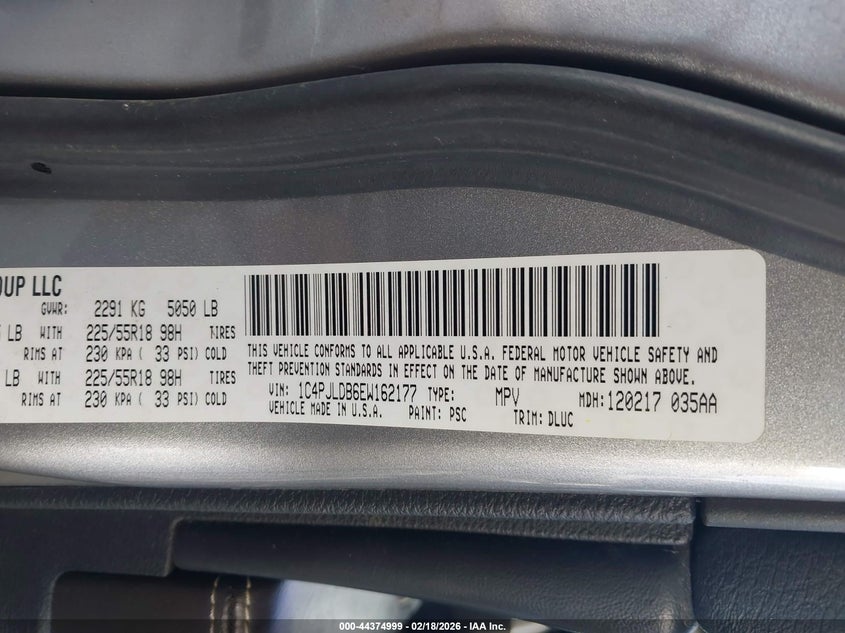 OUP LLC
GVWR: 2291 KG 5050 LB
LB WITH 225/55R18 98H TIRES
RIMS AT 230 KPA ( 33 PSI) COLD
LB WITH 225/55R18 98H TIRES
RIMS AT 230 KPA ( 33 PSI) COLD
THIS VEHICLE CONFORMS TO ALL APPLICABLE U.S.A. FEDERAL MOTOR VEHICLE SAFETY AND
THEFT PREVENTION STANDARDS IN EFFECT ON THE DATE OF MANUFACTURE SHOWN ABOVE.
VIN: 1C4PJLDB6EW162177 TYPE: MPV MDH: 120217 035AA
VEHICLE MADE IN U.S.A. PAINT: PSC TRIM: DLUC
000-44374999 — 02/18/2026 — IAA Inc.